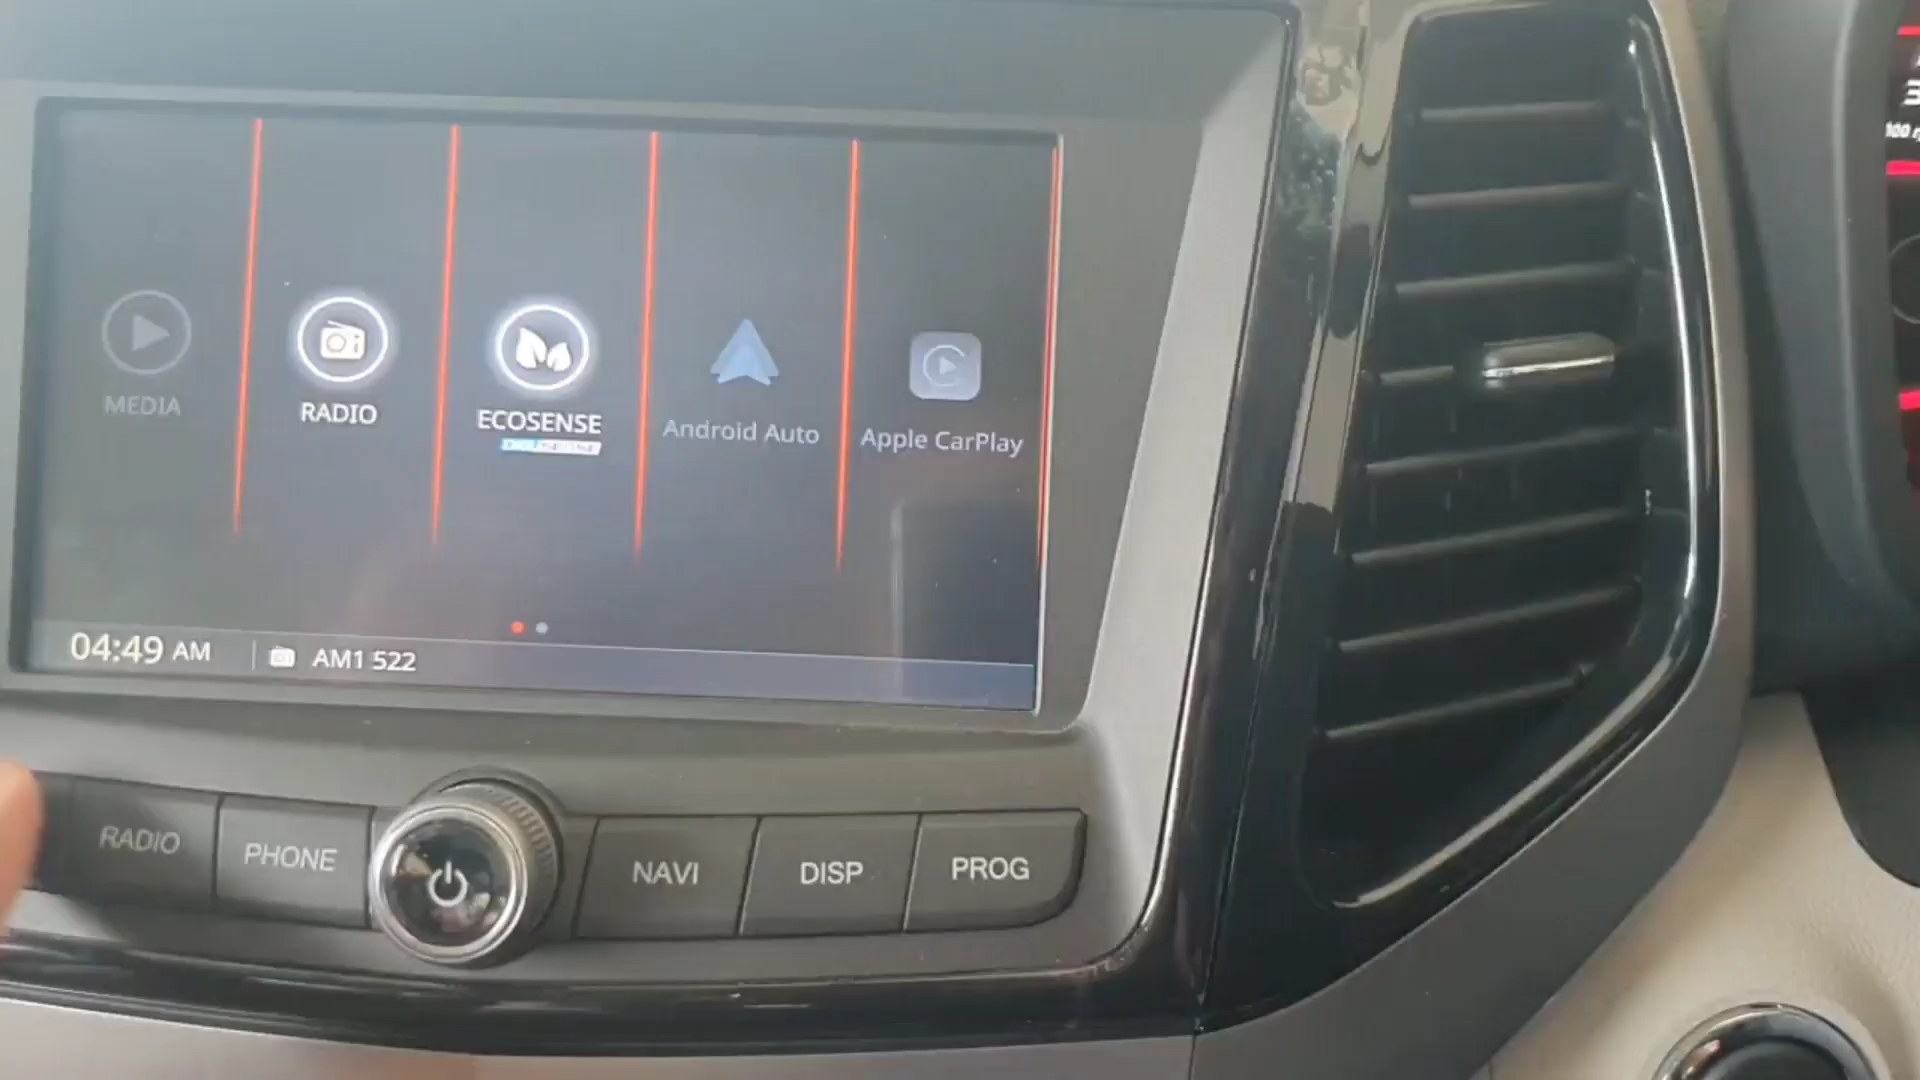 MEDIA
RADIO
ECOSENSE
Android Auto
Apple CarPlay
04:49 AM
AM1 522
RADIO
PHONE
NAVI
DISP
PROG